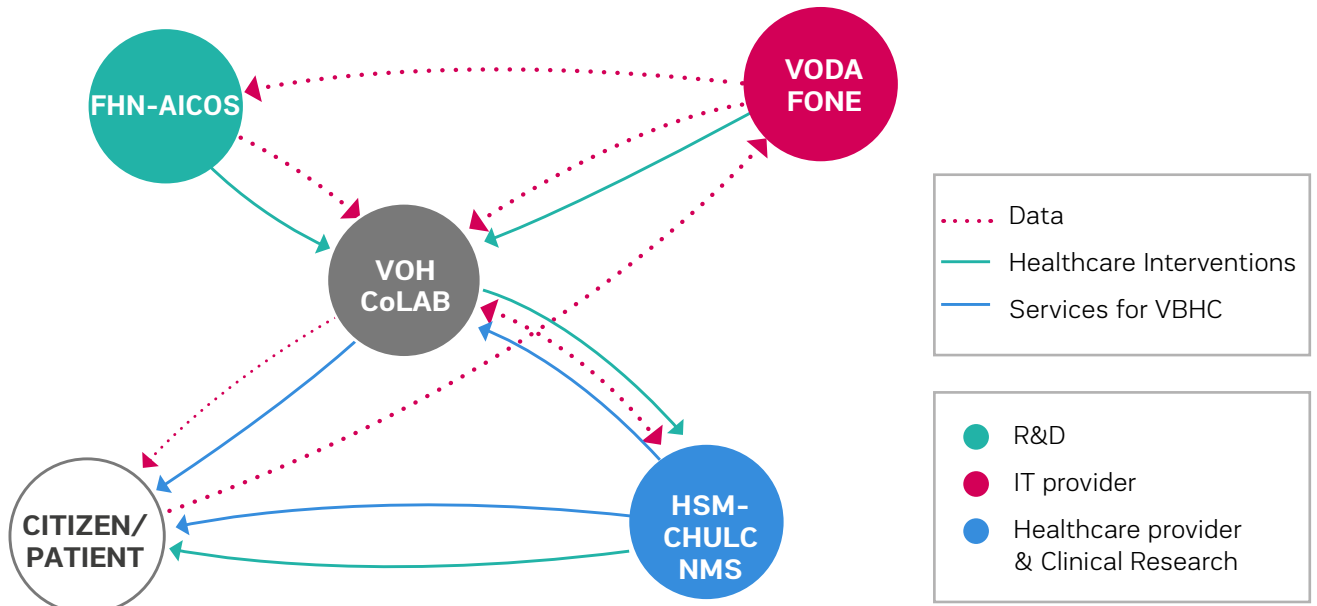 FHN-AICOS
VODA
FONE
VOH
CoLAB
CITIZEN/
PATIENT
HSM-
CHULC
NMS
Data
Healthcare Interventions
Services for VBHC
R&D
IT provider
Healthcare provider
& Clinical Research